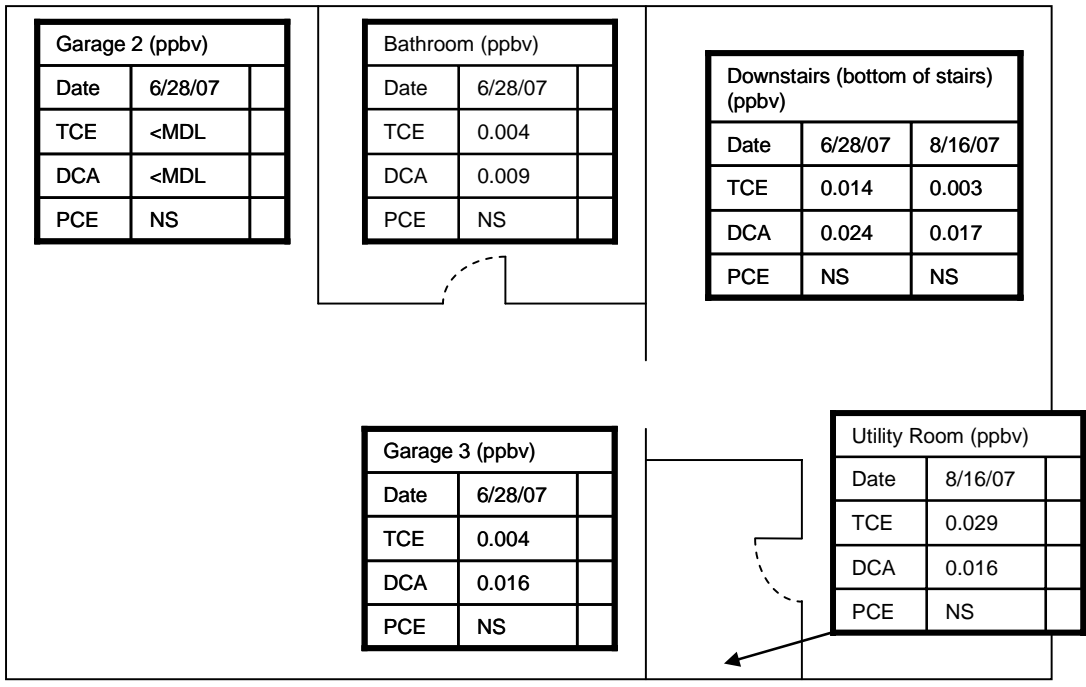 Garage 2 (ppbv)
Date 6/28/07
TCE <MDL
DCA <MDL
PCE NS
Bathroom (ppbv)
Date 6/28/07
TCE 0.004
DCA 0.009
PCE NS
Downstairs (bottom of stairs)
(ppbv)
Date 6/28/07 8/16/07
TCE 0.014 0.003
DCA 0.024 0.017
PCE NS NS
Garage 3 (ppbv)
Date 6/28/07
TCE 0.004
DCA 0.016
PCE NS
Utility Room (ppbv)
Date 8/16/07
TCE 0.029
DCA 0.016
PCE NS